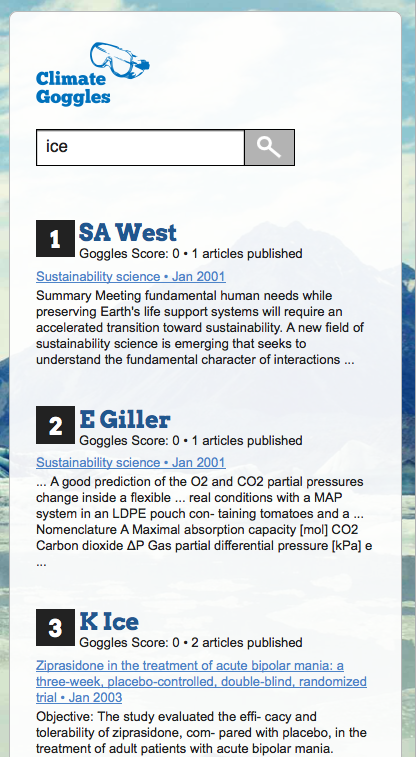 Climate
Goggles
ice
1 SA West
Goggles Score: 0 • 1 articles published
Sustainability science • Jan 2001
Summary Meeting fundamental human needs while
preserving Earth's life support systems will require an
accelerated transition toward sustainability. A new field of
sustainability science is emerging that seeks to
understand the fundamental character of interactions ...
2 E Giller
Goggles Score: 0 • 1 articles published
Sustainability science • Jan 2001
... A good prediction of the O2 and CO2 partial pressures
change inside a flexible ... real conditions with a MAP
system in an LDPE pouch con- taining tomatoes and a ...
Nomenclature A Maximal absorption capacity [mol] CO2
Carbon dioxide ΔP Gas partial differential pressure [kPa] e
...
3 K Ice
Goggles Score: 0 • 2 articles published
Ziprasidone in the treatment of acute bipolar mania: a
three-week, placebo-controlled, double-blind, randomized
trial • Jan 2003
Objective: The study evaluated the effi- cacy and
tolerability of ziprasidone, com- pared with placebo, in the
treatment of adult patients with acute bipolar mania.